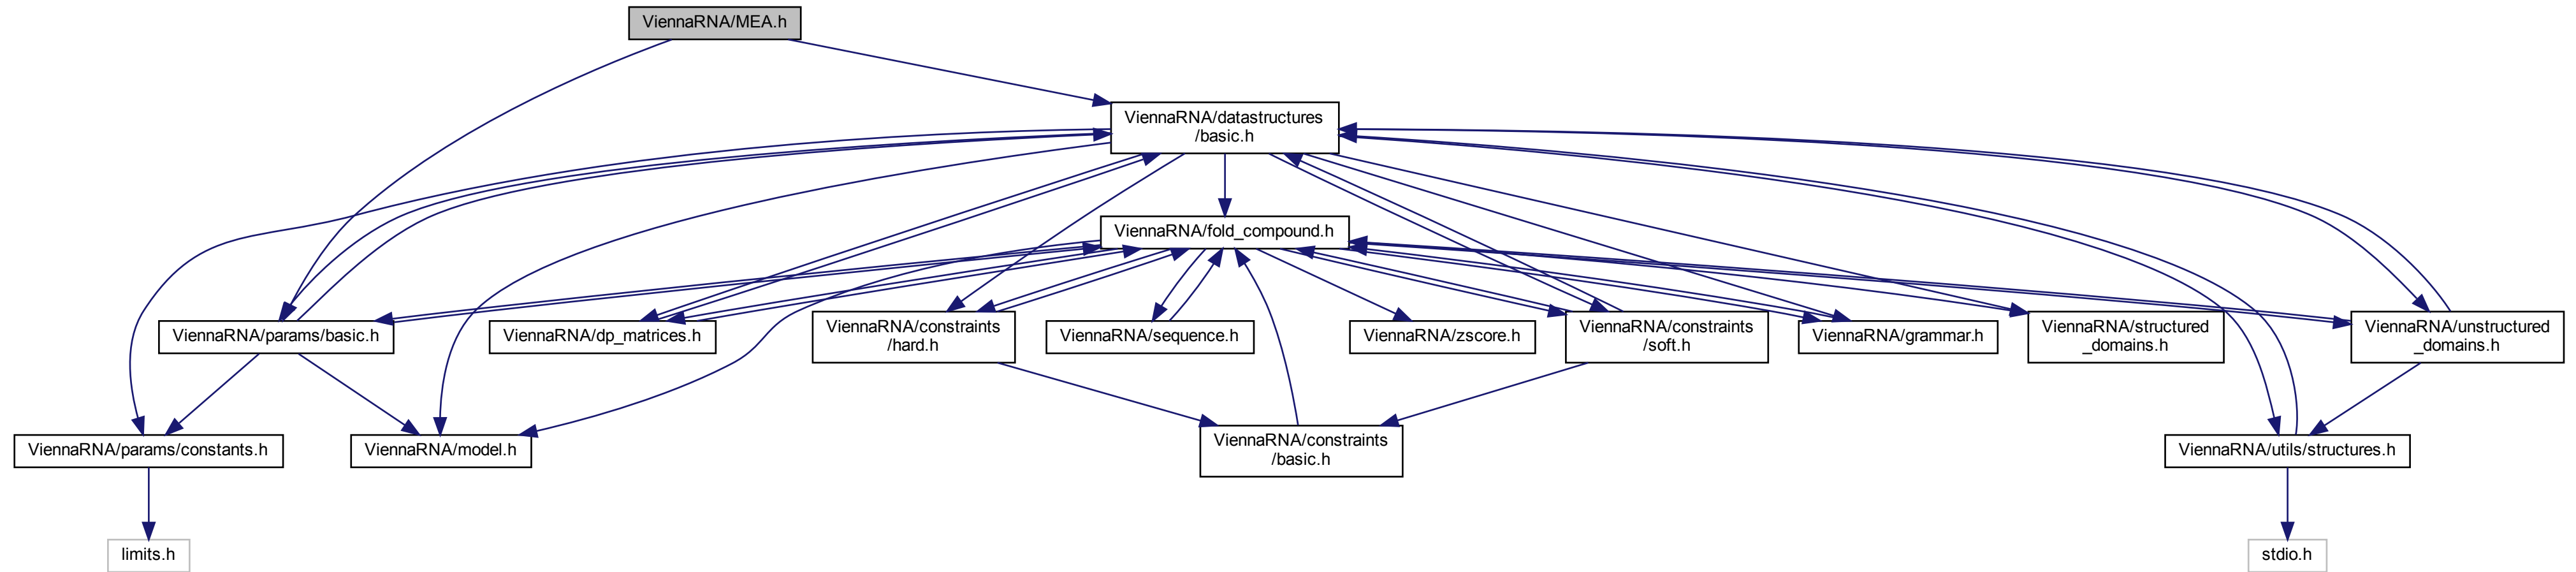 ViennaRNA/MEA.h
ViennaRNA/datastructures
/basic.h
ViennaRNA/fold_compound.h
ViennaRNA/params/basic.h
ViennaRNA/dp_matrices.h
ViennaRNA/constraints
/hard.h
ViennaRNA/sequence.h
ViennaRNA/zscore.h
ViennaRNA/constraints
/soft.h
ViennaRNA/grammar.h
ViennaRNA/structured
_domains.h
ViennaRNA/unstructured
_domains.h
ViennaRNA/params/constants.h
ViennaRNA/model.h
ViennaRNA/constraints
/basic.h
ViennaRNA/utils/structures.h
limits.h
stdio.h